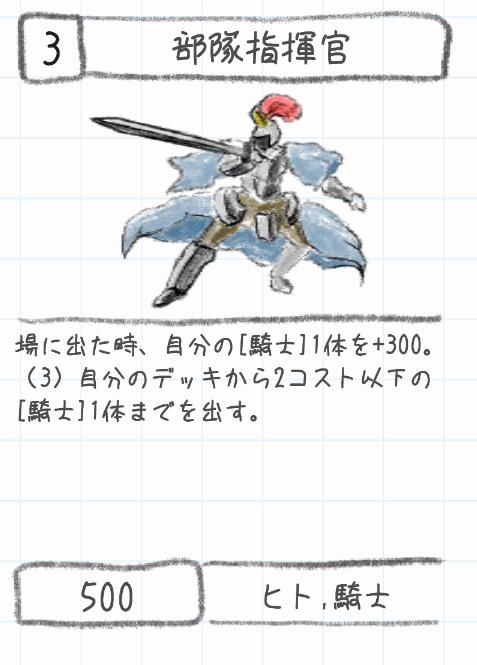 3
部隊指揮官
場に出た時、自分の[騎士]1体を+300。
（3）自分のデッキから2コスト以下の
[騎士]1体までを出す。
500
ヒト,騎士